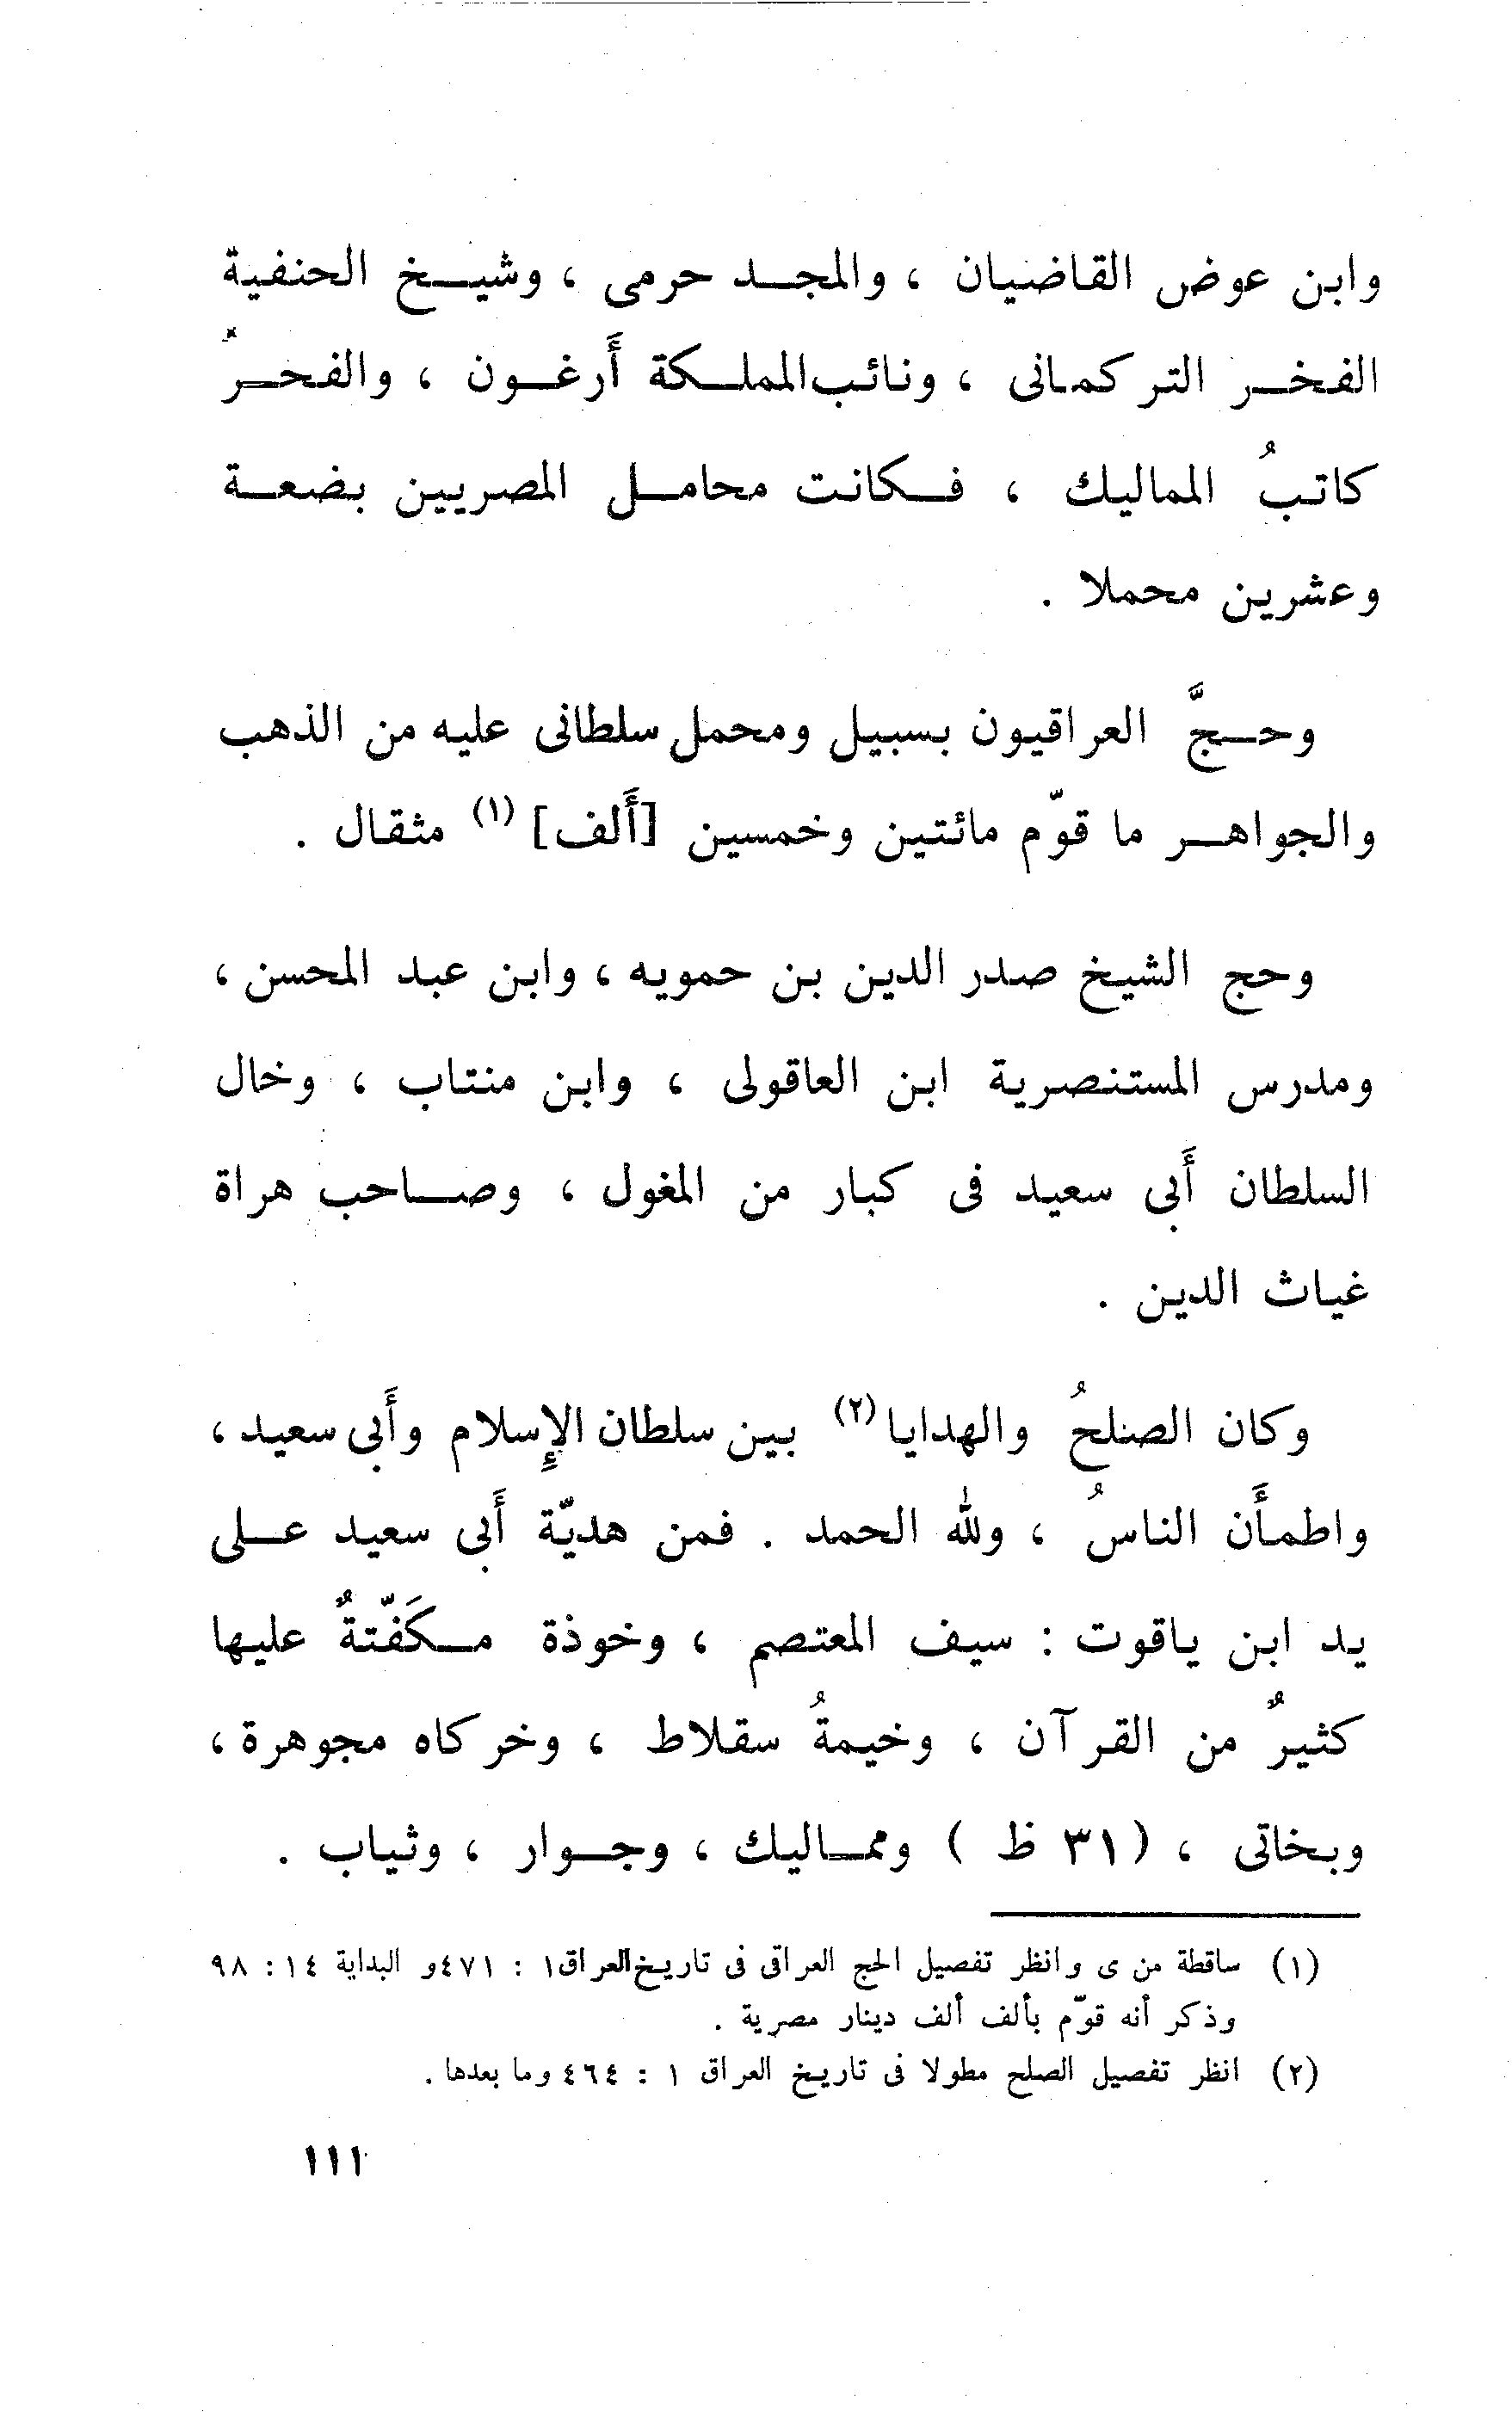 وابن عوض القاضيان ، والمجد حرمى ، وشيخ الحنفية
الفخر التركمانى ، ونائب المملكة أَرغون ، والفخرُ
كاتبُ المماليك ، فكانت محامل المصريين بضعة
وعشرين محملا .
وحجَّ العراقيون بسبيل ومحمل سلطانى عليه من الذهب
والجواهر ما قوّم مائتين وخمسين [أَلف] (١) مثقال .
وحج الشيخ صدر الدين بن حمويه ، وابن عبد المحسن ،
ومدرس المستنصرية ابن العاقولى ، وابن منتاب ، وخال
السلطان أَبى سعيد فى كبار من المغول ، وصاحب هراة
غياث الدين .
وكان الصلحُ والهدايا (٢) بين سلطان الإِسلام وأَبى سعيد ،
واطمأَن الناسُ ، ولله الحمد . فمن هديّة أَبى سعيد على
يد ابن ياقوت : سيف المعتصم ، وخوذة مكَفّتةٌ عليها
كثيرٌ من القرآن ، وخيمةُ سقلاط ، وخركاه مجوهرة ،
وبخاتى ، (٣١ ظ ) ومماليك ، وجوار ، وثياب .
(١) ساقطة من ى وانظر تفصيل الحج العراقى فى تاريخ العراق ١ : ٤٧١ و البداية ١٤ : ٩٨
وذكر أنه قوّم بألف ألف دينار مصرية .
(٢) انظر تفصيل الصلح مطولا فى تاريخ العراق ١ : ٤٦٤ وما بعدها .
١١١